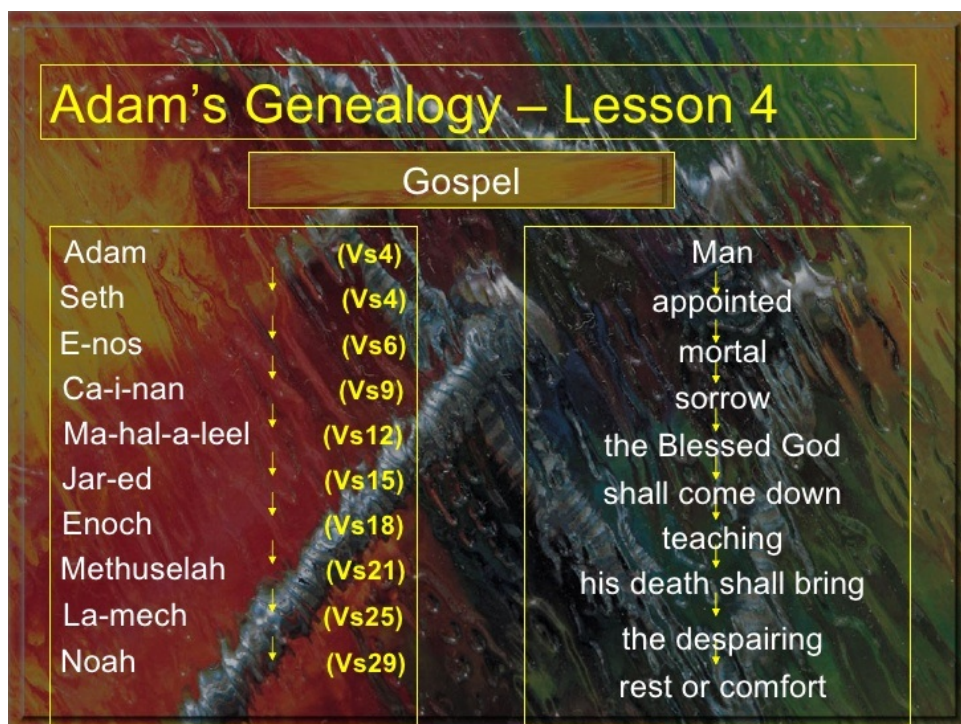 Adam’s Genealogy – Lesson 4
Gospel
Adam (Vs4)
Seth (Vs4)
E-nos (Vs6)
Ca-i-nan (Vs9)
Ma-hal-a-leel (Vs12)
Jar-ed (Vs15)
Enoch (Vs18)
Methuselah (Vs21)
La-mech (Vs25)
Noah (Vs29)
Man
appointed
mortal
sorrow
the Blessed God
shall come down
teaching
his death shall bring
the despairing
rest or comfort